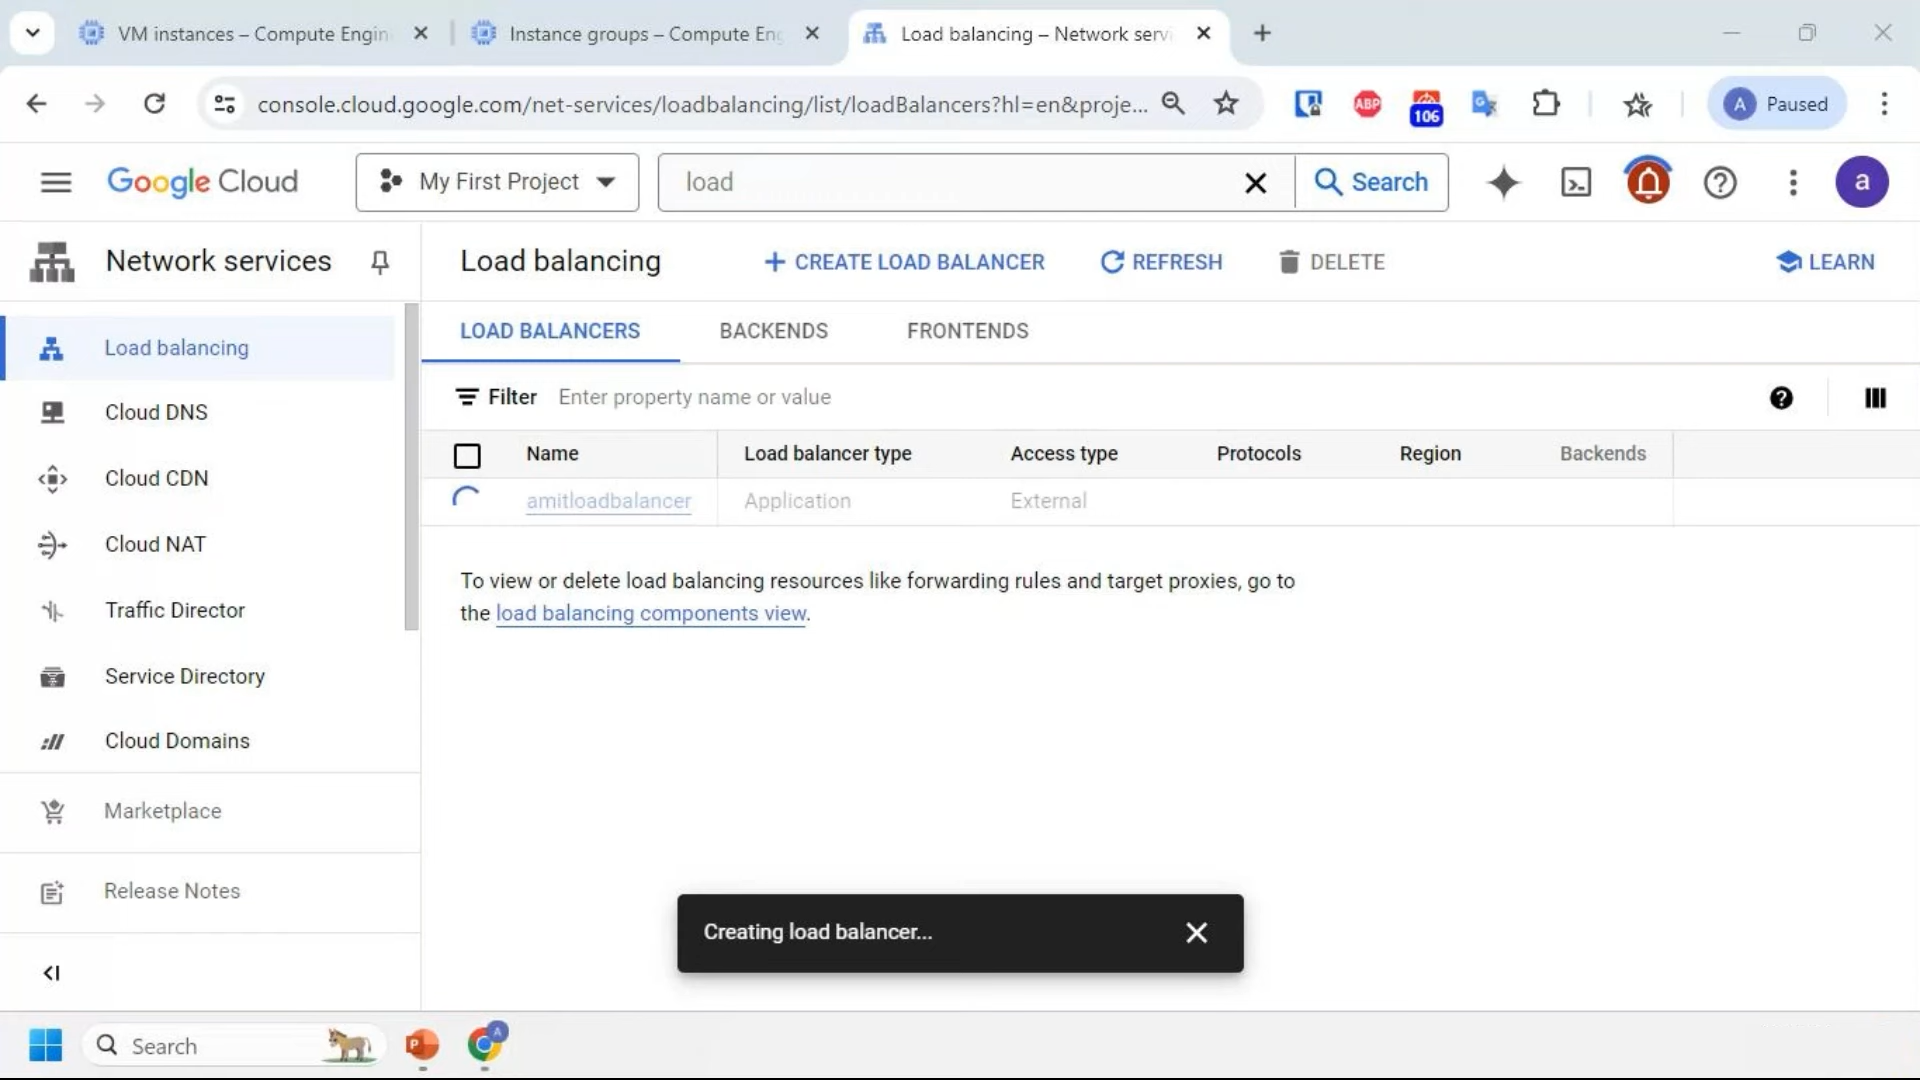 VM instances – Compute Engin
Instance groups – Compute Eng
Load balancing – Network servi
console.cloud.google.com/net-services/loadbalancing/list/loadBalancers?hl=en&proje...
ABP
106
A Paused
Google Cloud
My First Project
load
Search
a
Network services
Load balancing
CREATE LOAD BALANCER
REFRESH
DELETE
LEARN
LOAD BALANCERS
BACKENDS
FRONTENDS
Load balancing
Cloud DNS
Cloud CDN
Cloud NAT
Traffic Director
Service Directory
Cloud Domains
Marketplace
Release Notes
Filter Enter property name or value
Name Load balancer type Access type Protocols Region Backends
amitloadbalancer Application External
To view or delete load balancing resources like forwarding rules and target proxies, go to
the load balancing components view.
Creating load balancer...
Search
P
A